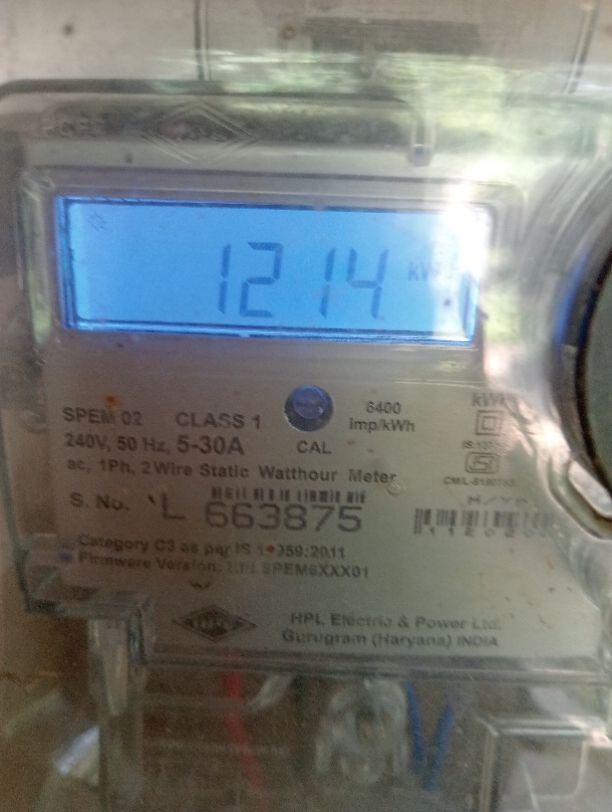 1214 kWh
SPEM 02 CLASS 1 6400 imp/kWh
240V, 50 Hz, 5-30A CAL
ac, 1Ph, 2 Wire Static Watthour Meter
S. No. L 663875
Category C3 as per IS
Firmware Version: SPEM6XXX01
HPL Electric & Power Ltd.
Gurugram (Haryana) INDIA